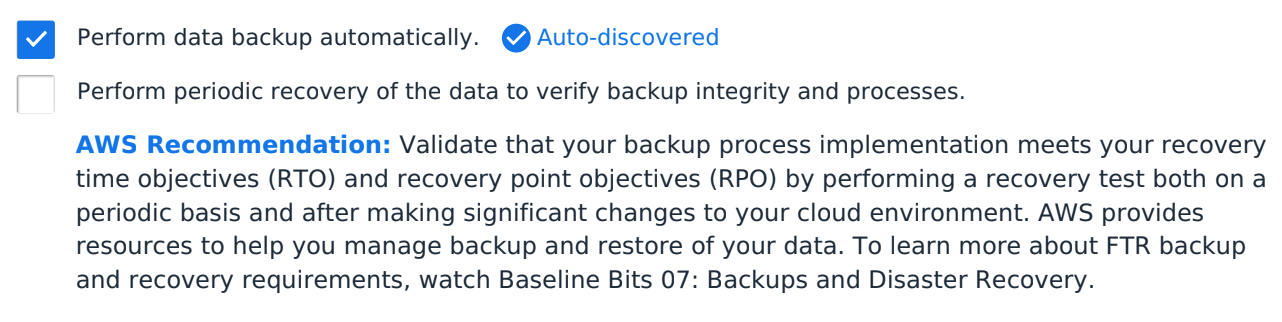 Perform data backup automatically. Auto-discovered
Perform periodic recovery of the data to verify backup integrity and processes.
AWS Recommendation: Validate that your backup process implementation meets your recovery
time objectives (RTO) and recovery point objectives (RPO) by performing a recovery test both on a
periodic basis and after making significant changes to your cloud environment. AWS provides
resources to help you manage backup and restore of your data. To learn more about FTR backup
and recovery requirements, watch Baseline Bits 07: Backups and Disaster Recovery.